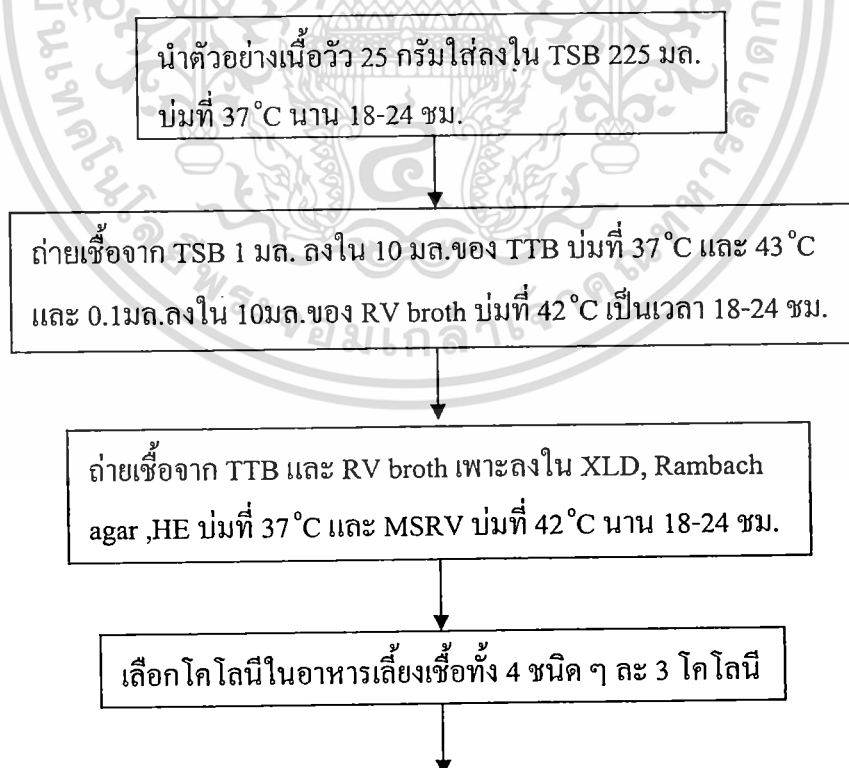 นำตัวอย่างเนื้อวัว 25 กรัมใส่ลงใน TSB 225 มล.
บ่มที่ 37°C นาน 18-24 ชม.
ถ่ายเชื้อจาก TSB 1 มล. ลงใน 10 มล.ของ TTB บ่มที่ 37°C และ 43°C
และ 0.1มล.ลงใน 10มล.ของ RV broth บ่มที่ 42°C เป็นเวลา 18-24 ชม.
ถ่ายเชื้อจาก TTB และ RV broth เพาะลงใน XLD, Rambach
agar ,HE บ่มที่ 37°C และ MSRV บ่มที่ 42°C นาน 18-24 ชม.
เลือกโคโลนีในอาหารเลี้ยงเชื้อทั้ง 4 ชนิด ๆ ละ 3 โคโลนี